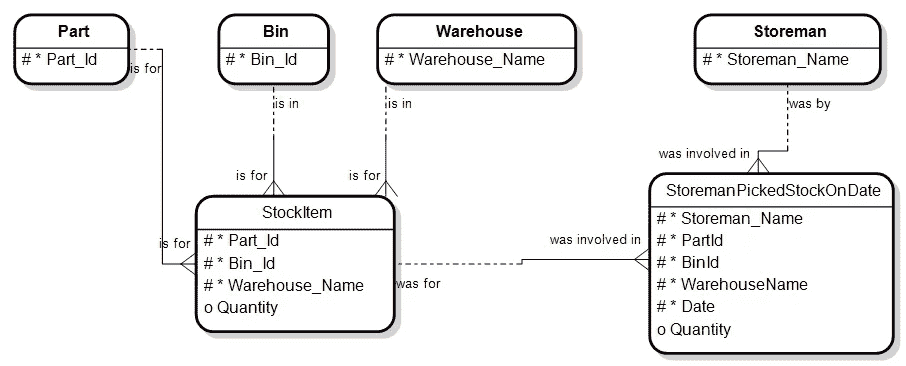 Part
# * Part_Id
Bin
# * Bin_Id
Warehouse
# * Warehouse_Name
Storeman
# * Storeman_Name
is for
is in
is in
was by
is for
is for
was involved in
StockItem
# * Part_Id
# * Bin_Id
# * Warehouse_Name
o Quantity
is for
was for
was involved in
StoremanPickedStockOnDate
# * Storeman_Name
# * PartId
# * BinId
# * WarehouseName
# * Date
o Quantity